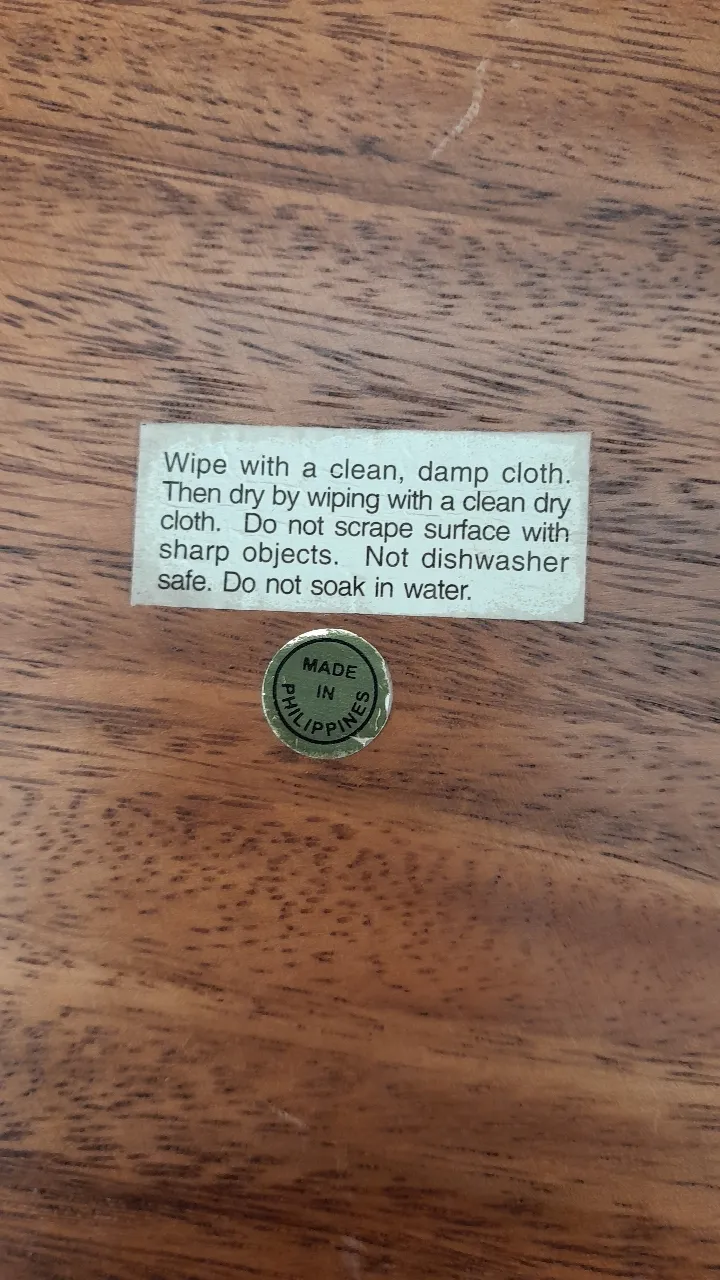 Wipe with a clean, damp cloth.
Then dry by wiping with a clean dry
cloth. Do not scrape surface with
sharp objects. Not dishwasher
safe. Do not soak in water.
MADE
IN
PHILIPPINES